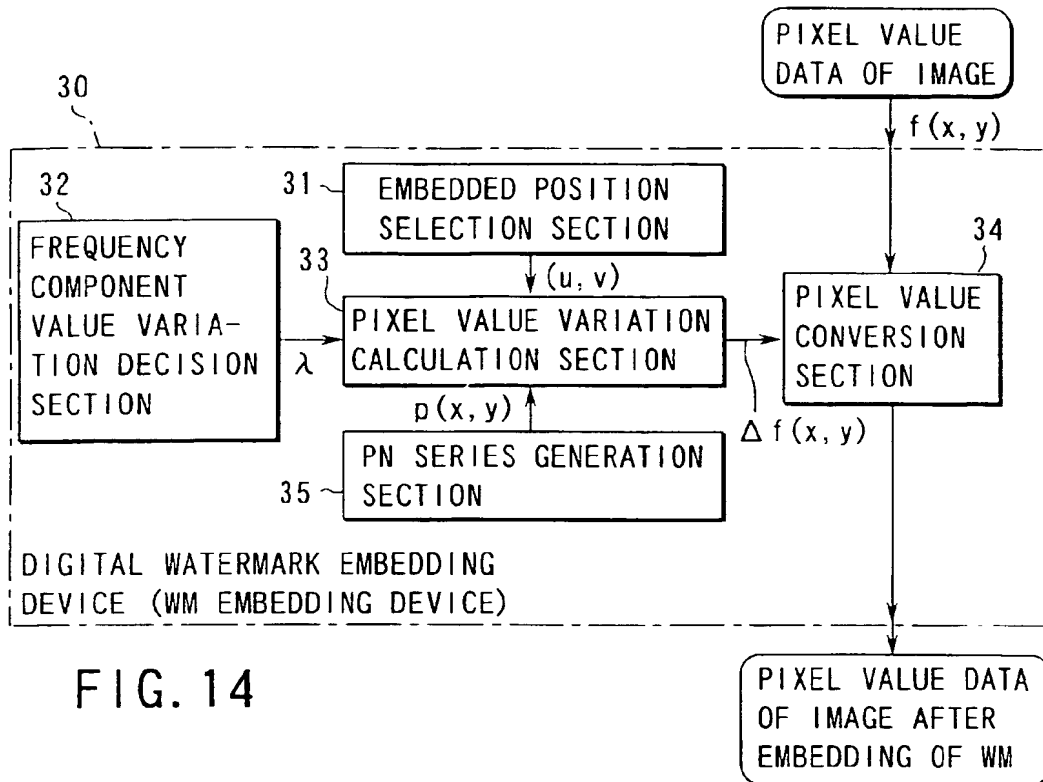 PIXEL VALUE
DATA OF IMAGE
30
f(x,y)
32
31
EMBEDDED POSITION
SELECTION SECTION
34
FREQUENCY
COMPONENT
VALUE VARIA-
TION DECISION
SECTION
33
(u,v)
PIXEL VALUE VARIATION
CALCULATION SECTION
PIXEL VALUE
CONVERSION
SECTION
λ
p(x,y)
Δf(x,y)
35
PN SERIES GENERATION
SECTION
DIGITAL WATERMARK EMBEDDING
DEVICE (WM EMBEDDING DEVICE)
FIG.14
PIXEL VALUE DATA
OF IMAGE AFTER
EMBEDDING OF WM